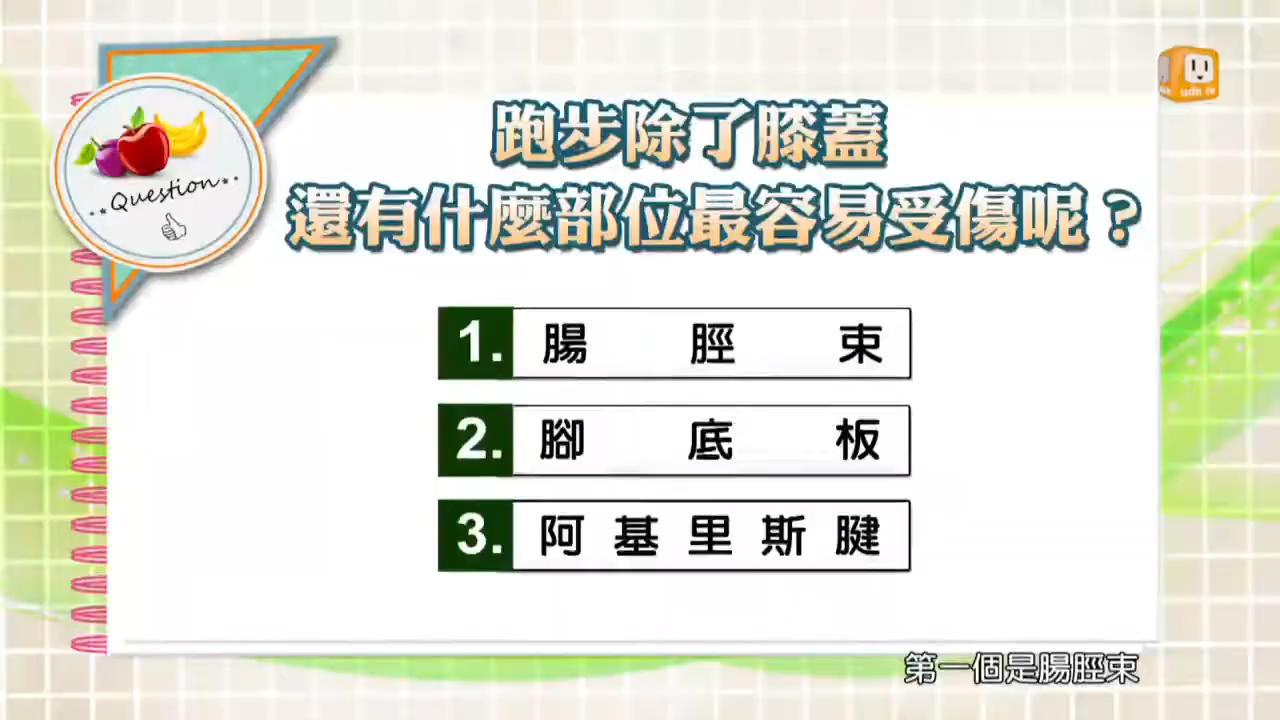 Question
跑步除了膝蓋
還有什麼部位最容易受傷呢？
1. 腸脛束
2. 腳底板
3. 阿基里斯腱
udn tv
第一個是腸脛束